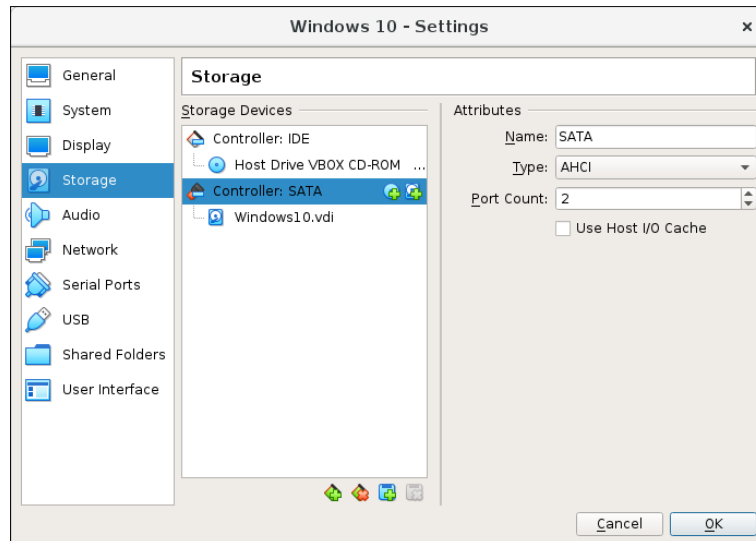 Windows 10 - Settings
General
System
Display
Storage
Audio
Network
Serial Ports
USB
Shared Folders
User Interface
Storage
Storage Devices
Controller: IDE
Host Drive VBOX CD-ROM ...
Controller: SATA
Windows10.vdi
Attributes
Name: SATA
Type: AHCI
Port Count: 2
Use Host I/O Cache
Cancel
OK